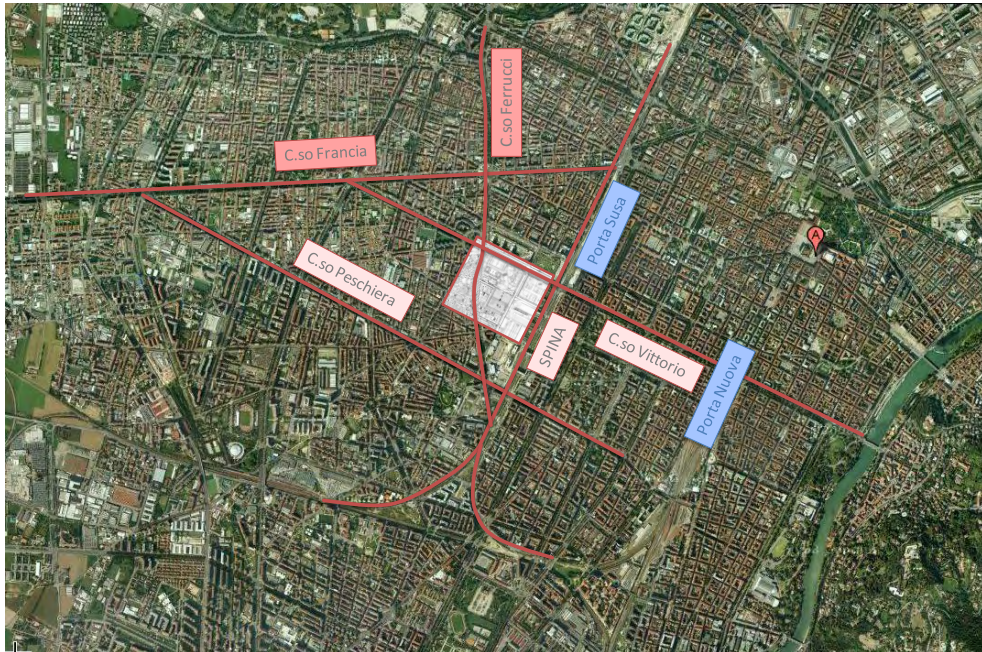 C.so Ferrucci
C.so Francia
Porta Susa
C.so Peschiera
SPINA
C.so Vittorio
Porta Nuova
A